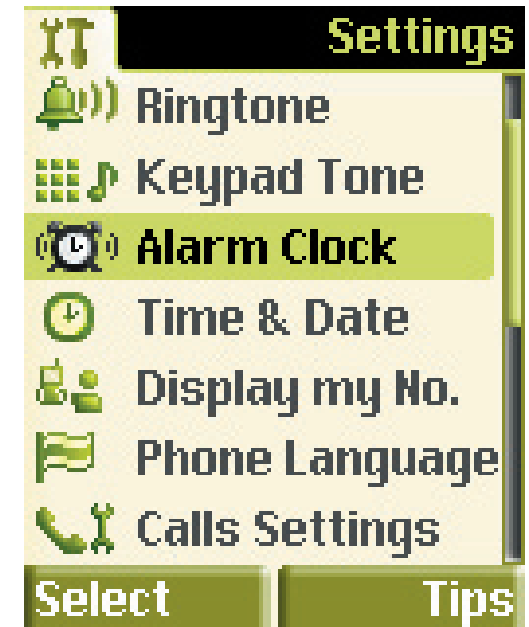 Settings
Ringtone
Keypad Tone
Alarm Clock
Time & Date
Display my No.
Phone Language
Calls Settings
Select Tips